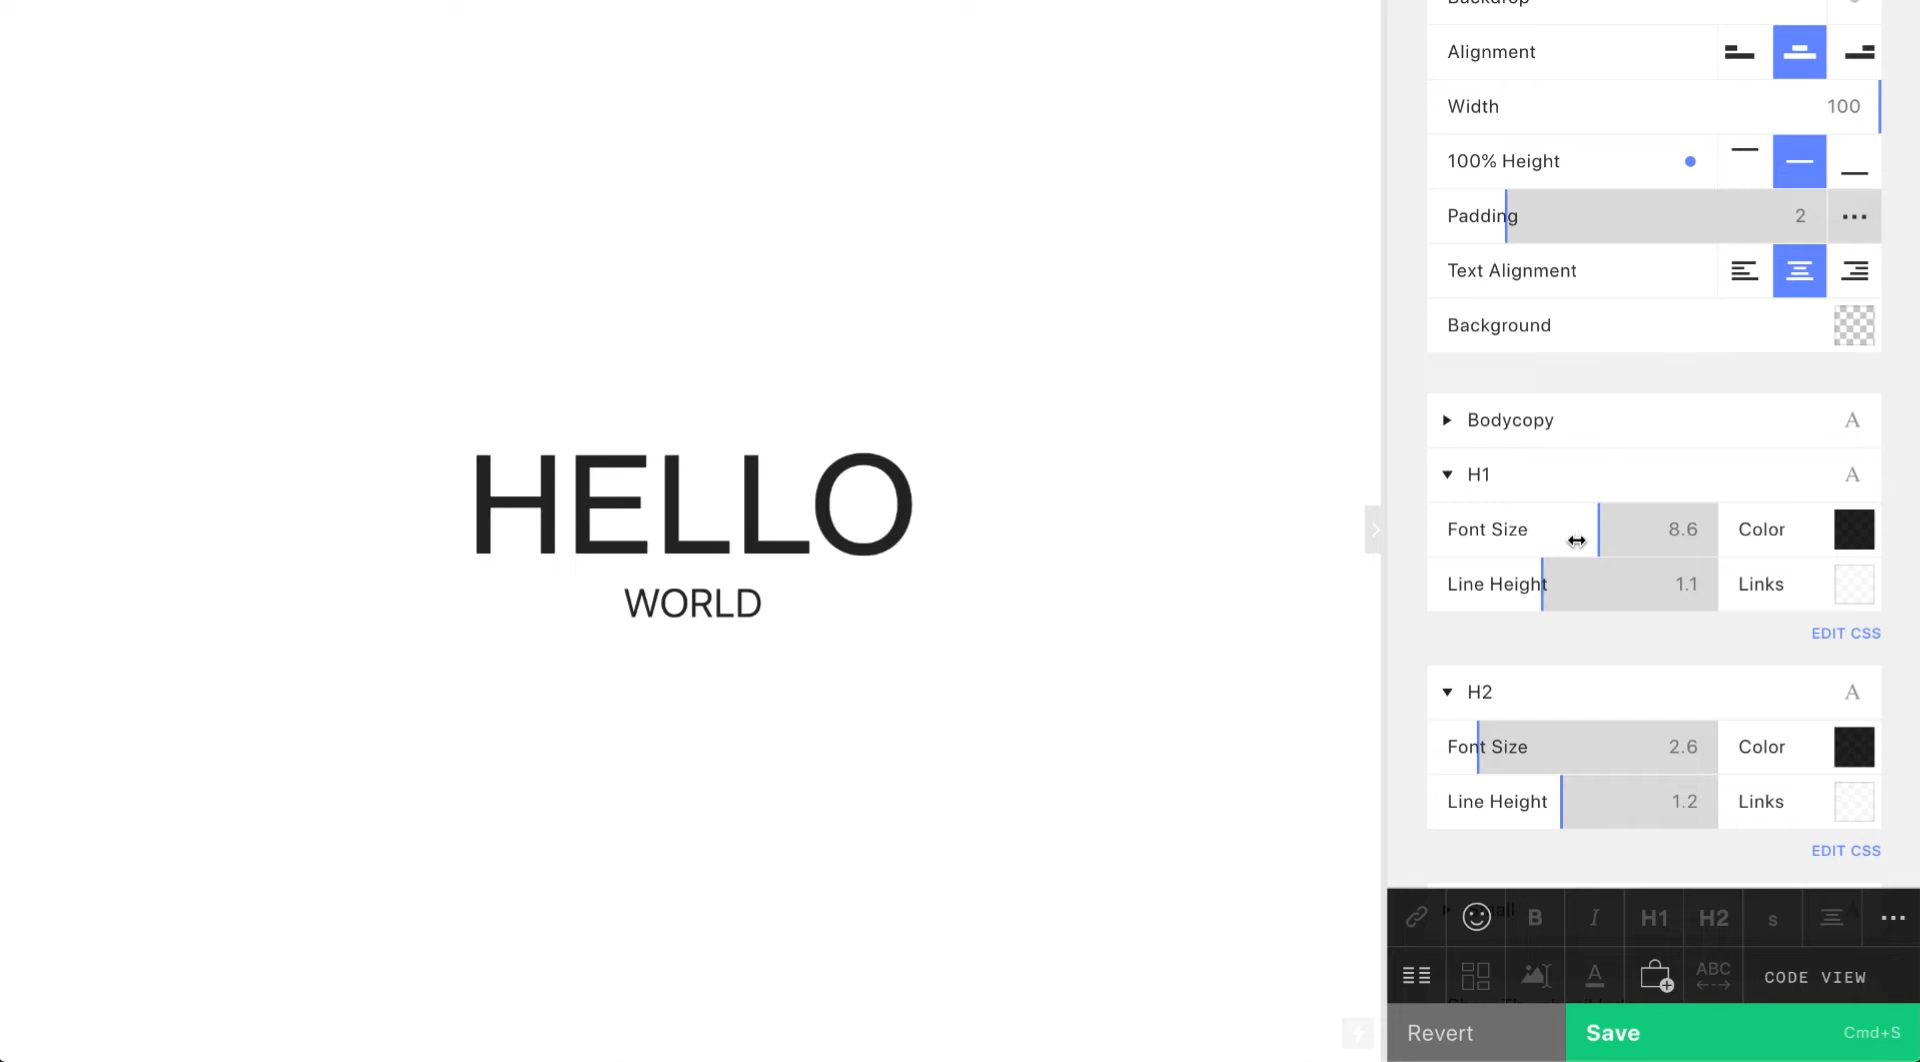 HELLO
WORLD
Backdrop
Alignment
Width 100
100% Height
Padding 2
Text Alignment
Background
Bodycopy A
H1 A
Font Size 8.6 Color
Line Height 1.1 Links
EDIT CSS
H2 A
Font Size 2.6 Color
Line Height 1.2 Links
EDIT CSS
B I H1 H2 s
A ABC CODE VIEW
Revert Save Cmd+S